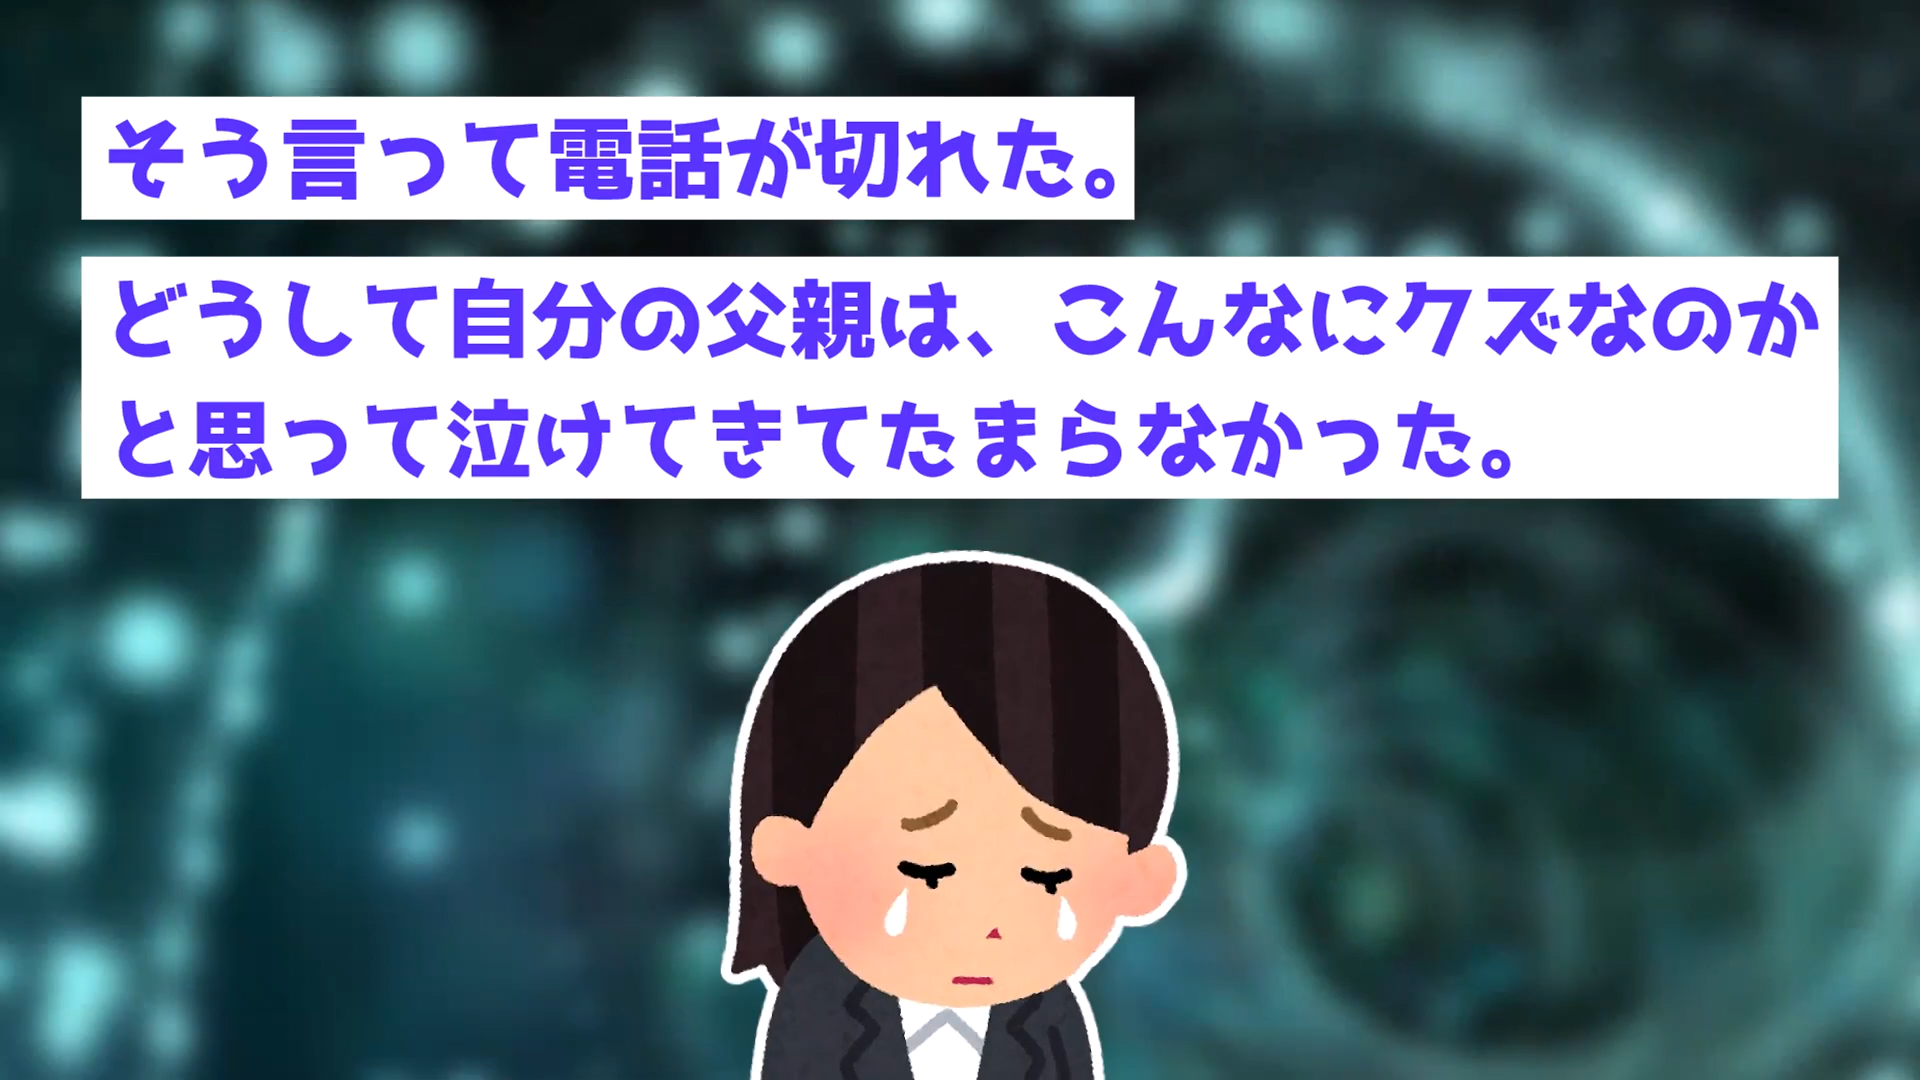 そう言って電話が切れた。
どうして自分の父親は、こんなにクズなのか
と思って泣けてきてたまらなかった。